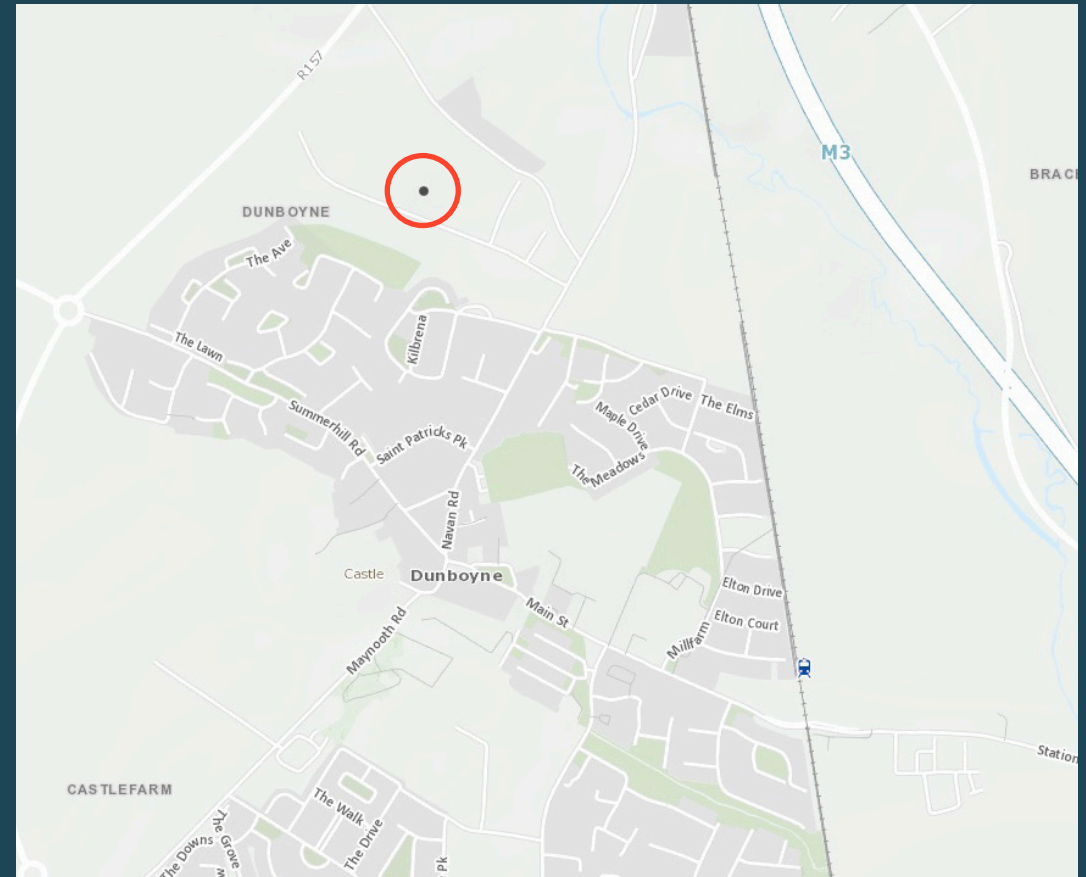 R157
M3
BRAC
DUNBOYNE
The Ave
The Lawn
Kilbrena
Summerhill Rd
Saint Patricks Pk
Cedar Drive
The Elms
Maple Drive
The Meadows
Navan Rd
Castle
Dunboyne
Main St
Elton Drive
Elton Court
Millfarm
Maynooth Rd
Station
CASTLEFARM
The Walk
The Drive
The Grove
The Downs
Pk